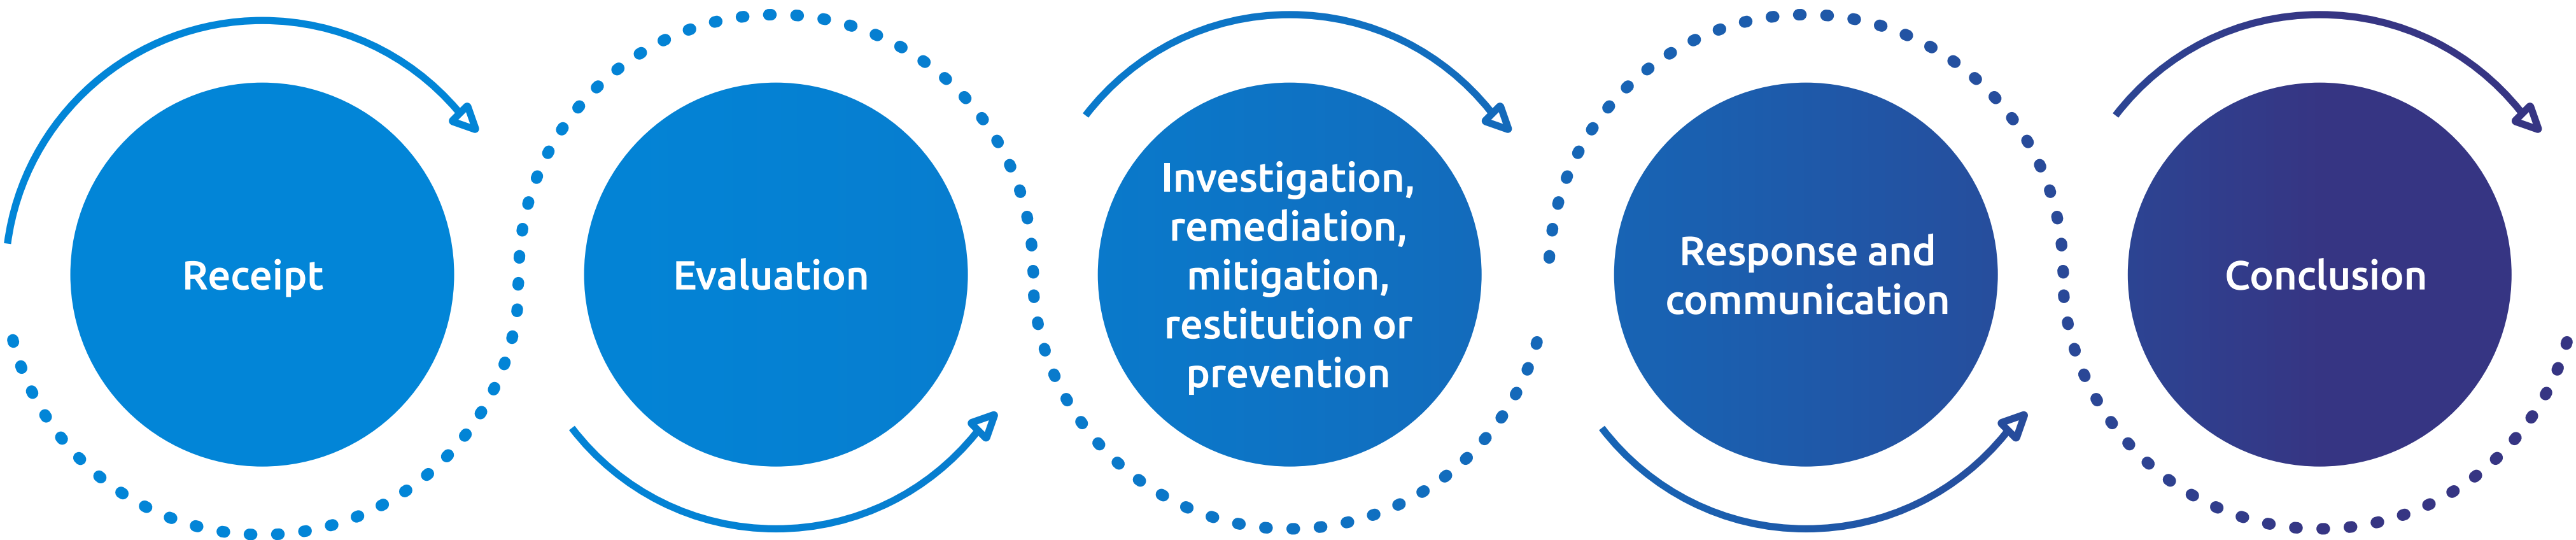 Receipt
Evaluation
Investigation,
remediation,
mitigation,
restitution or
prevention
Response and
communication
Conclusion